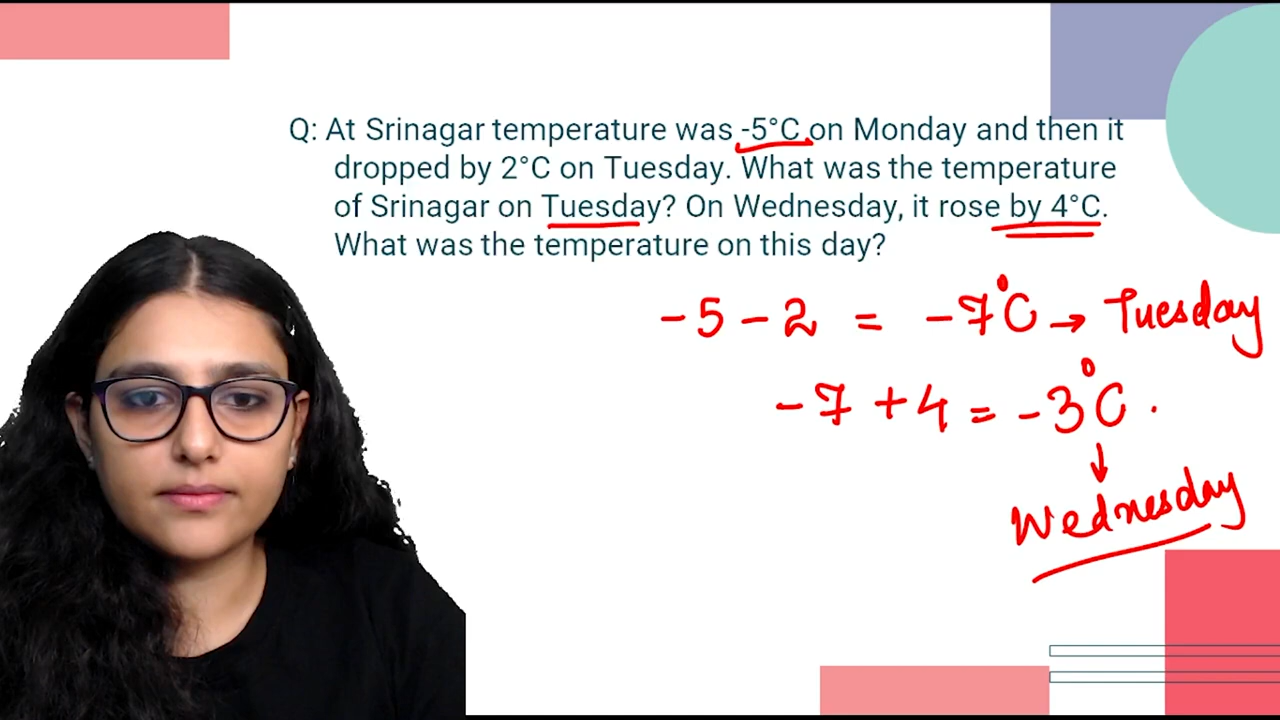 Q: At Srinagar temperature was -5°C on Monday and then it
dropped by 2°C on Tuesday. What was the temperature
of Srinagar on Tuesday? On Wednesday, it rose by 4°C.
What was the temperature on this day?
-5-2 = -7°C → Tuesday
-7+4 = -3°C.
↓
Wednesday